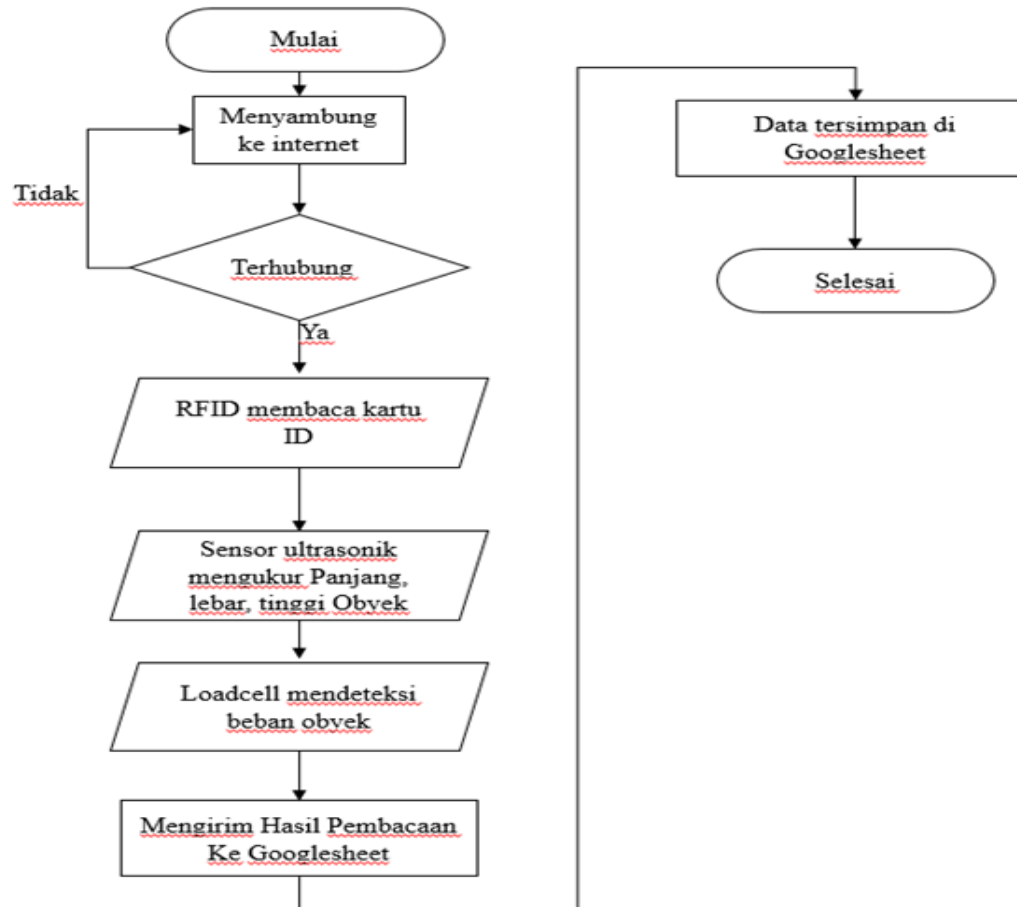 Mulai
Menyambung
ke internet
Tidak
Terhubung
Ya
RFID membaca kartu
ID
Sensor ultrasonik
mengukur Panjang,
lebar, tinggi Obyek
Loadcell mendeteksi
beban obyek
Mengirim Hasil Pembacaan
Ke Googlesheet
Data tersimpan di
Googlesheet
Selesai